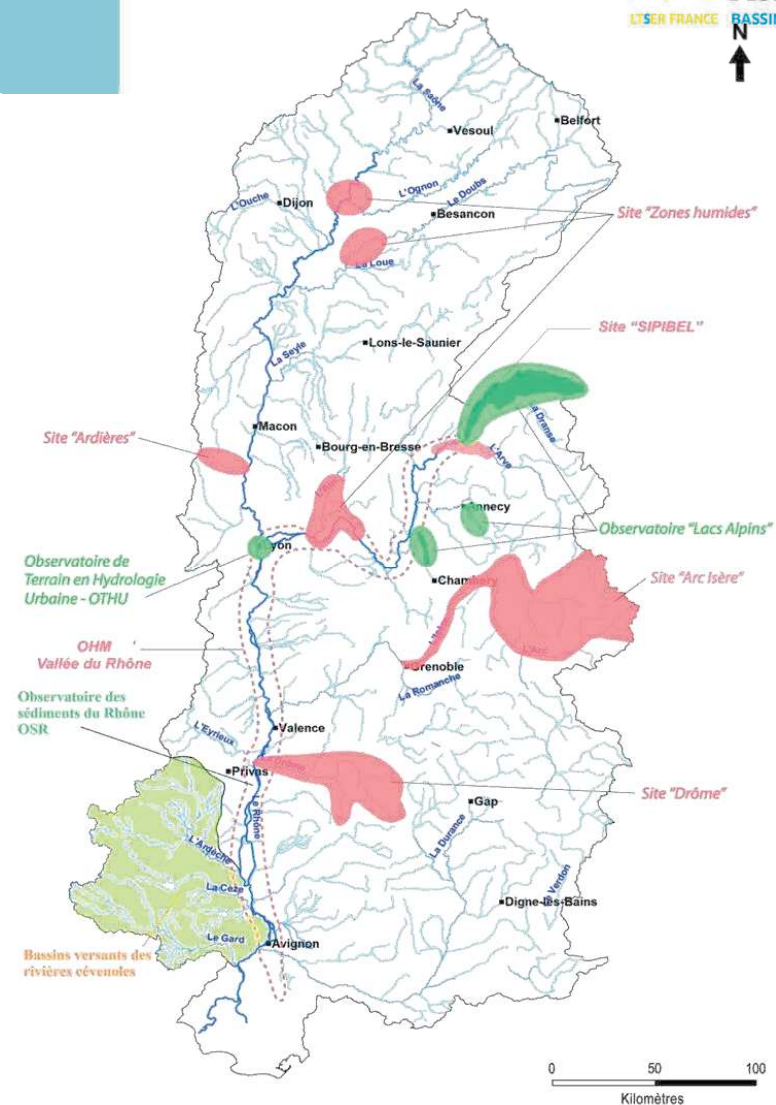 LTSER FRANCE BASSIN
N
La Saône
Vesoul
Belfort
L'Ognon
Le Doubs
L'Ouche
Dijon
Besancon
Site "Zones humides"
La Loue
Site "SIPIBEL"
Lons-le-Saunier
La Seyle
La Dranse
Macon
Site "Ardières"
Bourg-en-Bresse
L'Arve
L'Ain
Annecy
Observatoire "Lacs Alpins"
Lyon
Observatoire de
Terrain en Hydrologie
Urbaine - OTHU
Chambery
Site "Arc Isère"
OHM
Vallée du Rhône
L'Arc
Grenoble
La Romanche
Observatoire des
sédiments du Rhône
OSR
L'Eyrieux
Valence
Privas
Drôme
Site "Drôme"
Gap
Le Rhône
La Durance
L'Ardèche
La Cèze
Le Verdon
Digne-les-Bains
Le Gard
Avignon
Bassins versants des
rivières cévenoles
0 50 100
Kilomètres